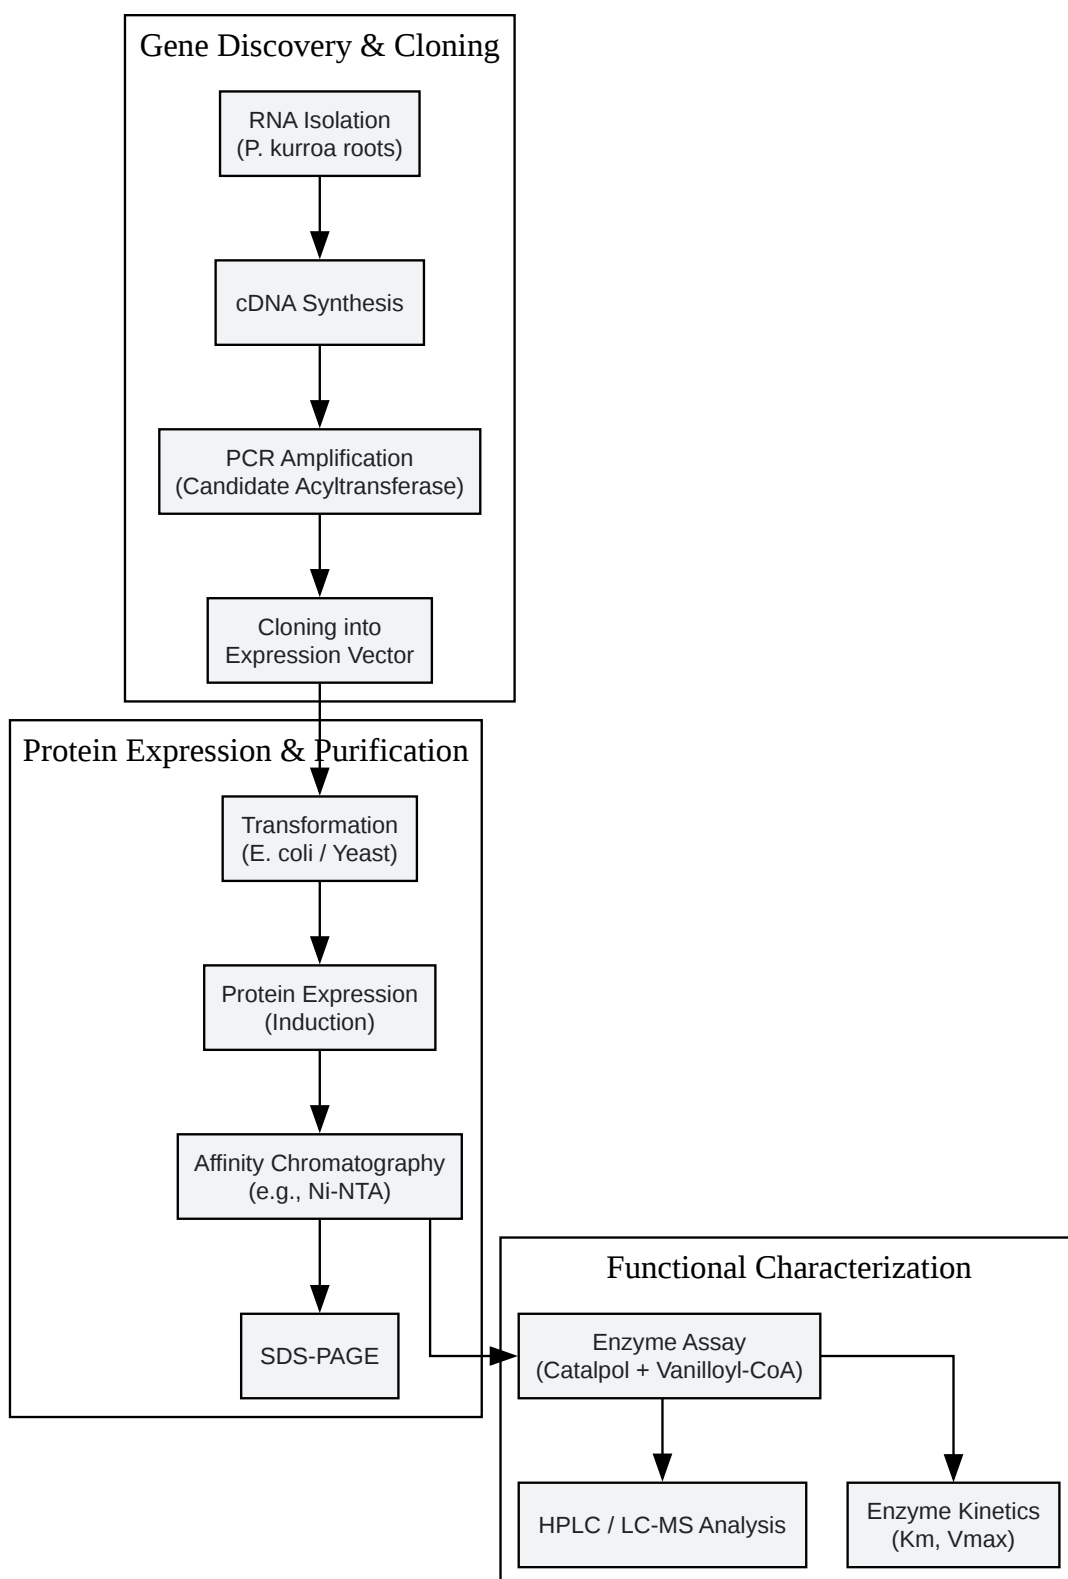 Gene Discovery & Cloning
RNA Isolation
(P. kurroa roots)
cDNA Synthesis
PCR Amplification
(Candidate Acyltransferase)
Cloning into
Expression Vector
Protein Expression & Purification
Transformation
(E. coli / Yeast)
Protein Expression
(Induction)
Affinity Chromatography
(e.g., Ni-NTA)
SDS-PAGE
Functional Characterization
Enzyme Assay
(Catalpol + Vanilloyl-CoA)
HPLC / LC-MS Analysis
Enzyme Kinetics
(Km, Vmax)